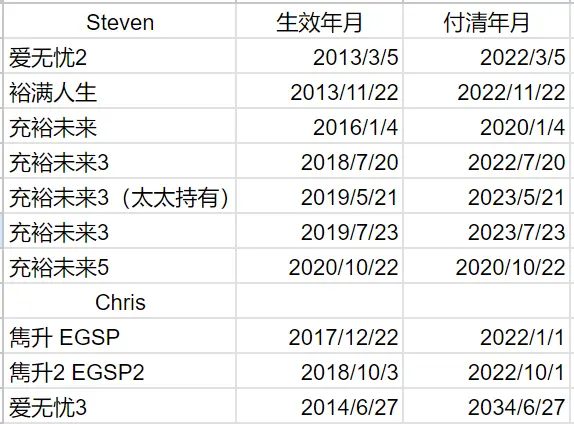 Steven 生效年月 付清年月
爱无忧2 2013/3/5 2022/3/5
裕满人生 2013/11/22 2022/11/22
充裕未来 2016/1/4 2020/1/4
充裕未来3 2018/7/20 2022/7/20
充裕未来3（太太持有） 2019/5/21 2023/5/21
充裕未来3 2019/7/23 2023/7/23
充裕未来5 2020/10/22 2020/10/22
Chris
雋升 EGSP 2017/12/22 2022/1/1
雋升2 EGSP2 2018/10/3 2022/10/1
爱无忧3 2014/6/27 2034/6/27